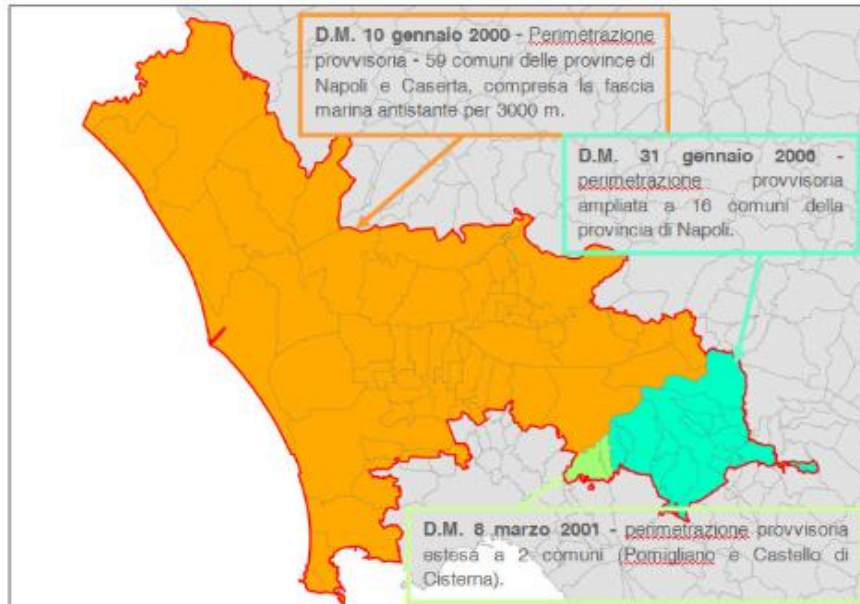 D.M. 10 gennaio 2000 - Perimetrazione
provvisoria - 59 comuni delle province di
Napoli e Caserta, compresa la fascia
marina antistante per 3000 m.
D.M. 31 gennaio 2006 -
perimetrazione provvisoria
ampliata a 16 comuni della
provincia di Napoli.
D.M. 8 marzo 2001 - perimetrazione provvisoria
estesa a 2 comuni (Pomigliano e Castello di
Cisterna).